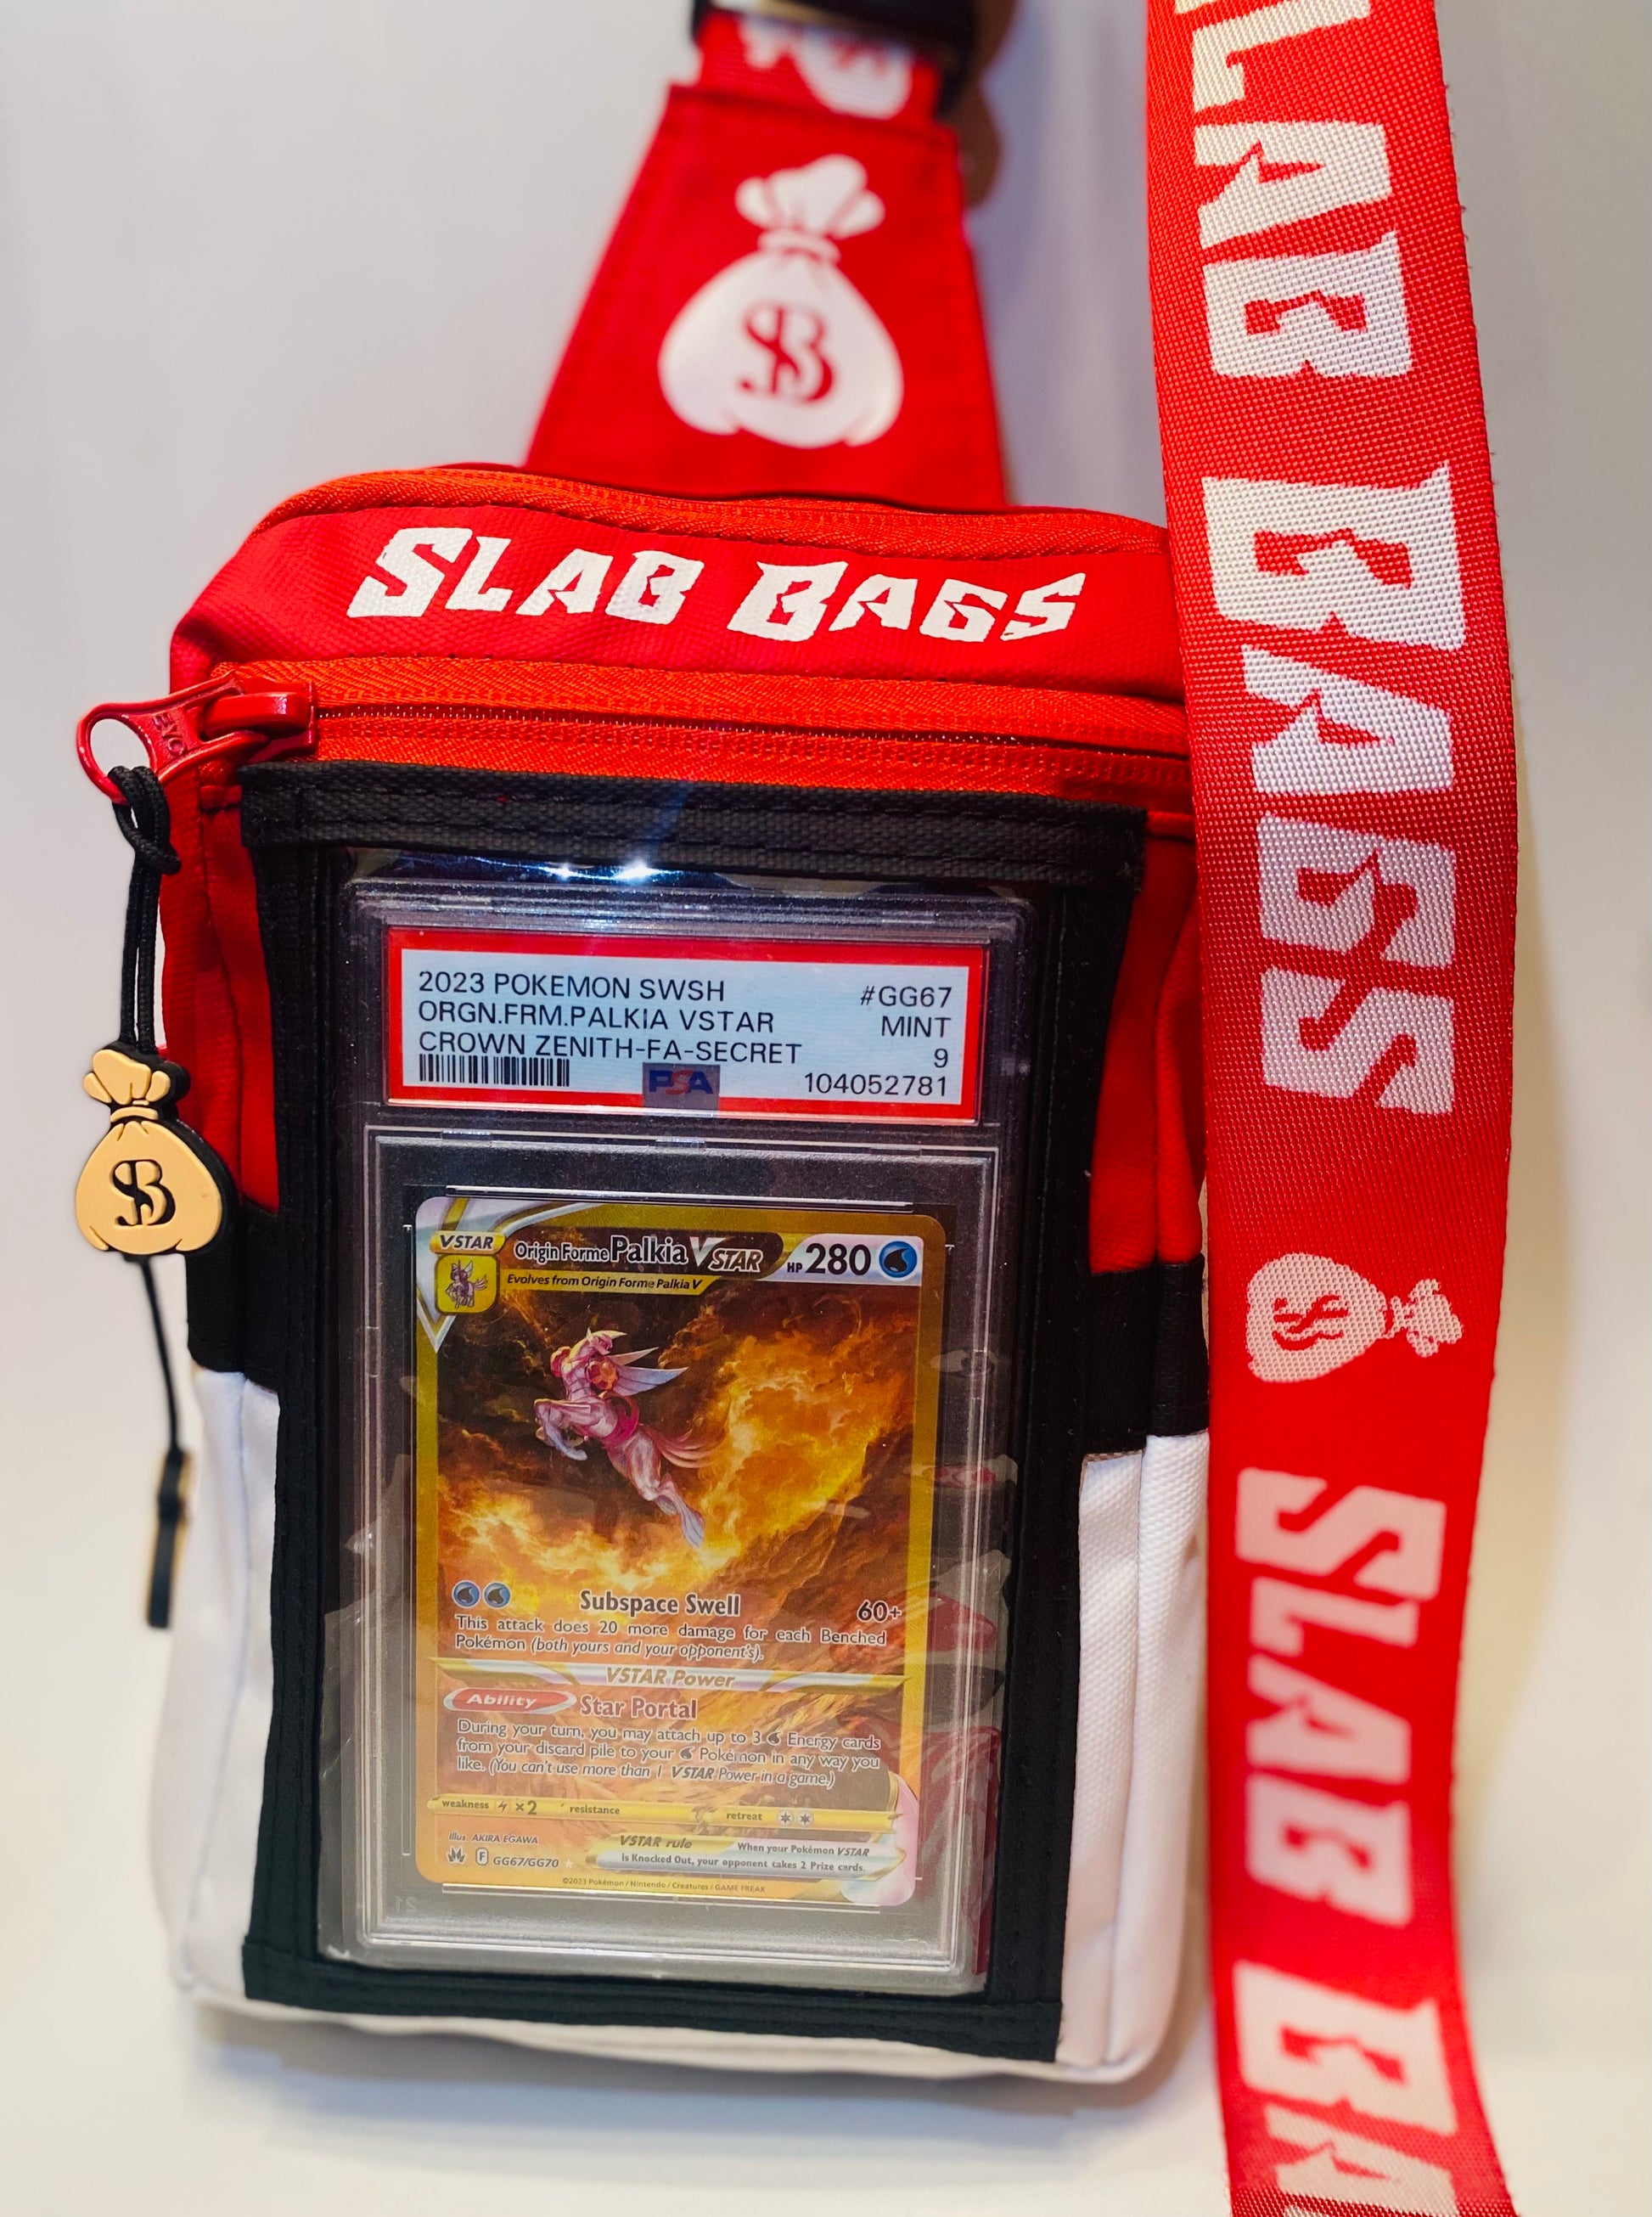 SB
SLAB BAGS
SB
2023 POKEMON SWSH #GG67
ORGN.FRM.PALKIA VSTAR MINT
CROWN ZENITH-FA-SECRET 9
PSA 104052781
VSTAR Origin Forme Palkia VSTAR HP 280
Evolves from Origin Forme Palkia V
Subspace Swell 60+
This attack does 20 more damage for each Benched
Pokémon (both yours and your opponent's).
VSTAR Power
Ability Star Portal
During your turn, you may attach up to 3 Energy cards
from your discard pile to your Pokémon in any way you
like. (You can't use more than 1 VSTAR Power in a game.)
weakness ×2 resistance retreat
Illus. AKIRA EGAWA
VSTAR rule When your Pokémon VSTAR
is Knocked Out, your opponent takes 2 Prize cards.
F GG67/GG70
©2023 Pokémon / Nintendo / Creatures / GAME FREAK
LAB BAGS
SB
SLAB BA